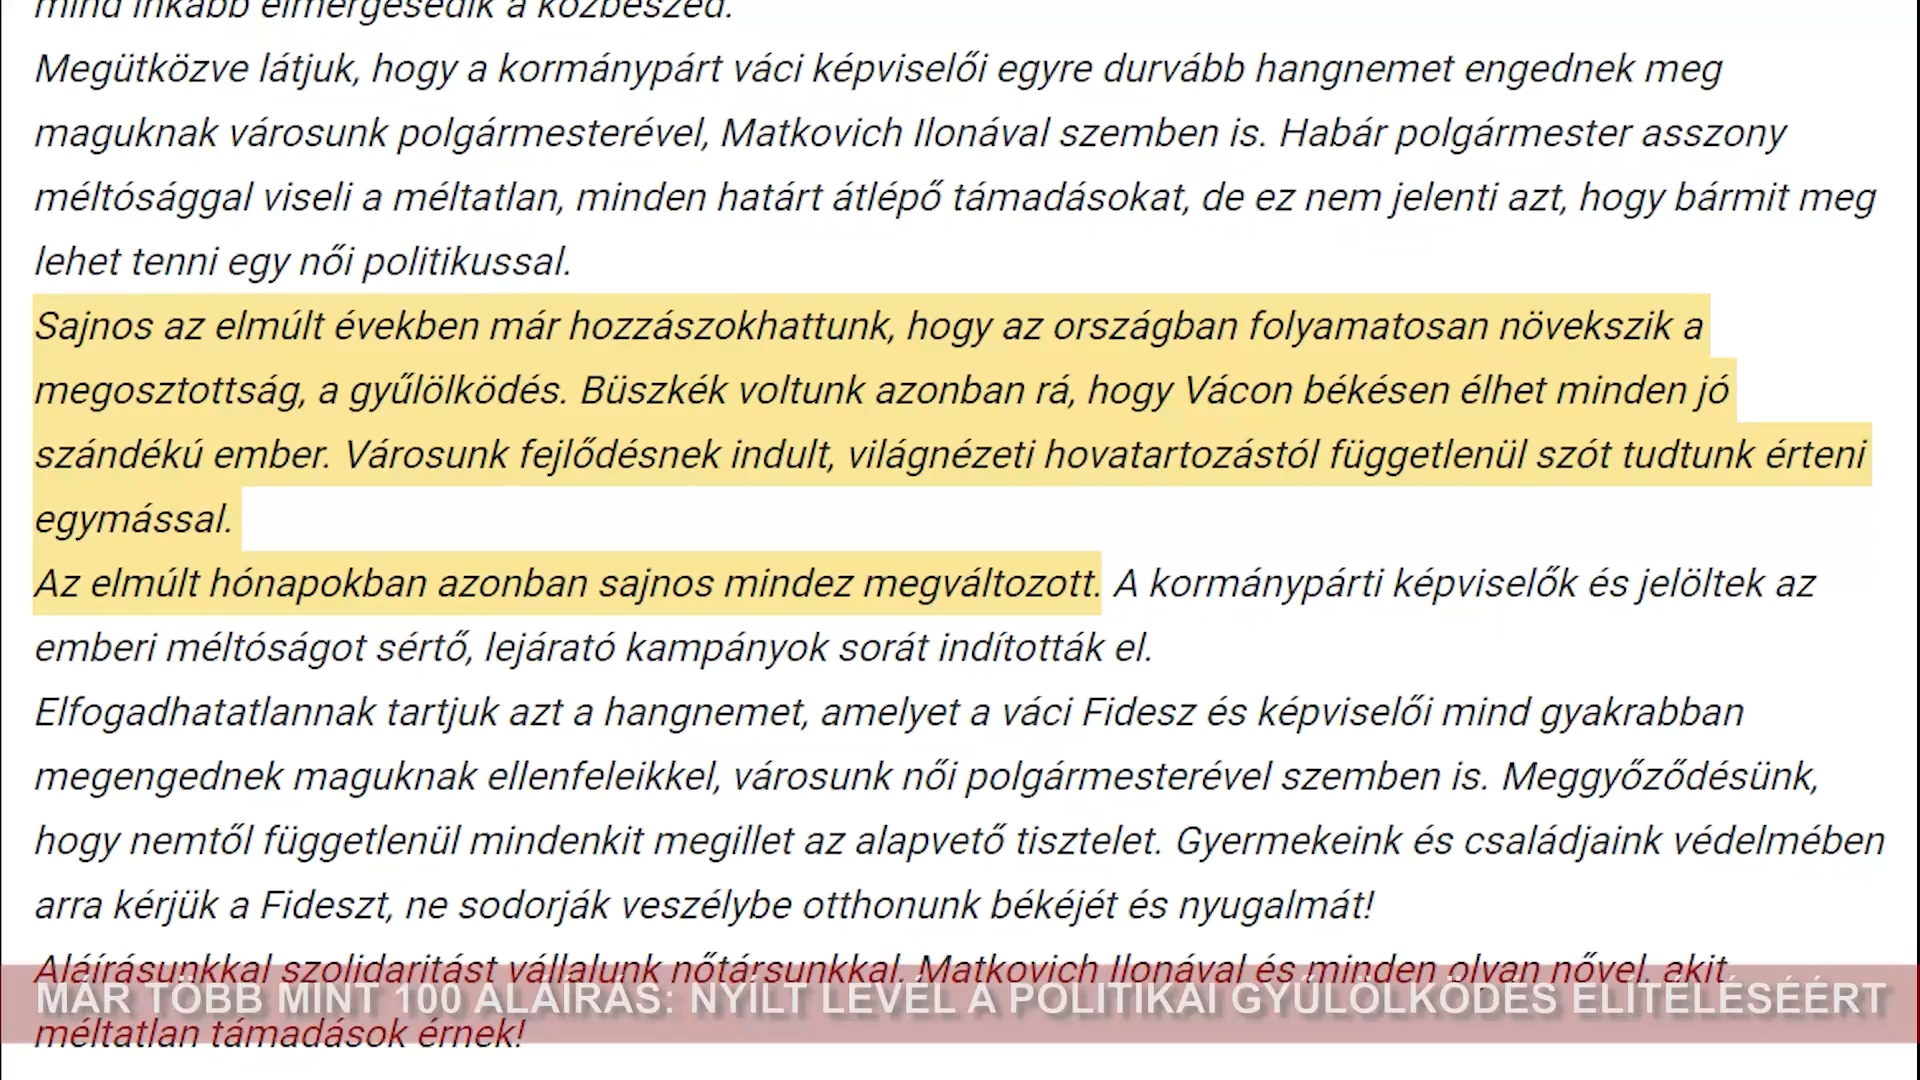 mind inkább elmérgesedik a közbeszéd.
Megütközve látjuk, hogy a kormánypárt váci képviselői egyre durvább hangnemet engednek meg
maguknak városunk polgármesterével, Matkovich Ilonával szemben is. Habár polgármester asszony
méltósággal viseli a méltatlan, minden határt átlépő támadásokat, de ez nem jelenti azt, hogy bármit meg
lehet tenni egy női politikussal.
Sajnos az elmúlt években már hozzászokhattunk, hogy az országban folyamatosan növekszik a
megosztottság, a gyűlölködés. Büszkék voltunk azonban rá, hogy Vácon békésen élhet minden jó
szándékú ember. Városunk fejlődésnek indult, világnézeti hovatartozástól függetlenül szót tudtunk érteni
egymással.
Az elmúlt hónapokban azonban sajnos mindez megváltozott. A kormánypárti képviselők és jelöltek az
emberi méltóságot sértő, lejárató kampányok sorát indították el.
Elfogadhatatlannak tartjuk azt a hangnemet, amelyet a váci Fidesz és képviselői mind gyakrabban
megengednek maguknak ellenfeleikkel, városunk női polgármesterével szemben is. Meggyőződésünk,
hogy nemtől függetlenül mindenkit megillet az alapvető tisztelet. Gyermekeink és családjaink védelmében
arra kérjük a Fideszt, ne sodorják veszélybe otthonunk békéjét és nyugalmát!
Aláírásunkkal szolidaritást vállalunk nőtársunkkal, Matkovich Ilonával és minden olyan nővel, akit
MÁR TÖBB MINT 100 ALÁÍRÁS: NYÍLT LEVÉL A POLITIKAI GYŰLÖLKÖDÉS ELÍTÉLÉSÉÉRT
méltatlan támadások érnek!